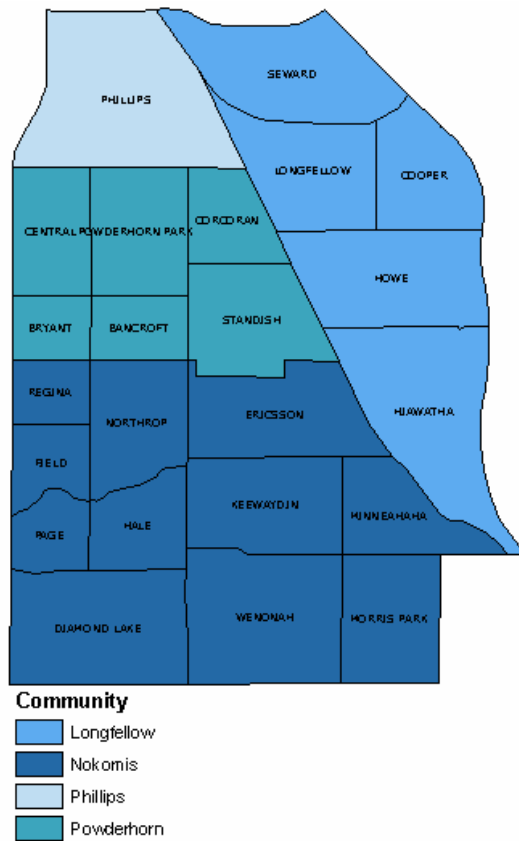 SEWARD
PHILLIPS
LONGFELLOW
COOPER
CORCORAN
CENTRAL
POWDERHORN PARK
HOWE
STANDISH
BRYANT
BANCROFT
REGINA
HIAWATHA
ERICSSON
NORTHROP
FIELD
KEEWAYDIN
MINNEAHAHA
PAGE
HALE
WENONAH
MORRIS PARK
DIAMOND LAKE
Community
Longfellow
Nokomis
Phillips
Powderhorn